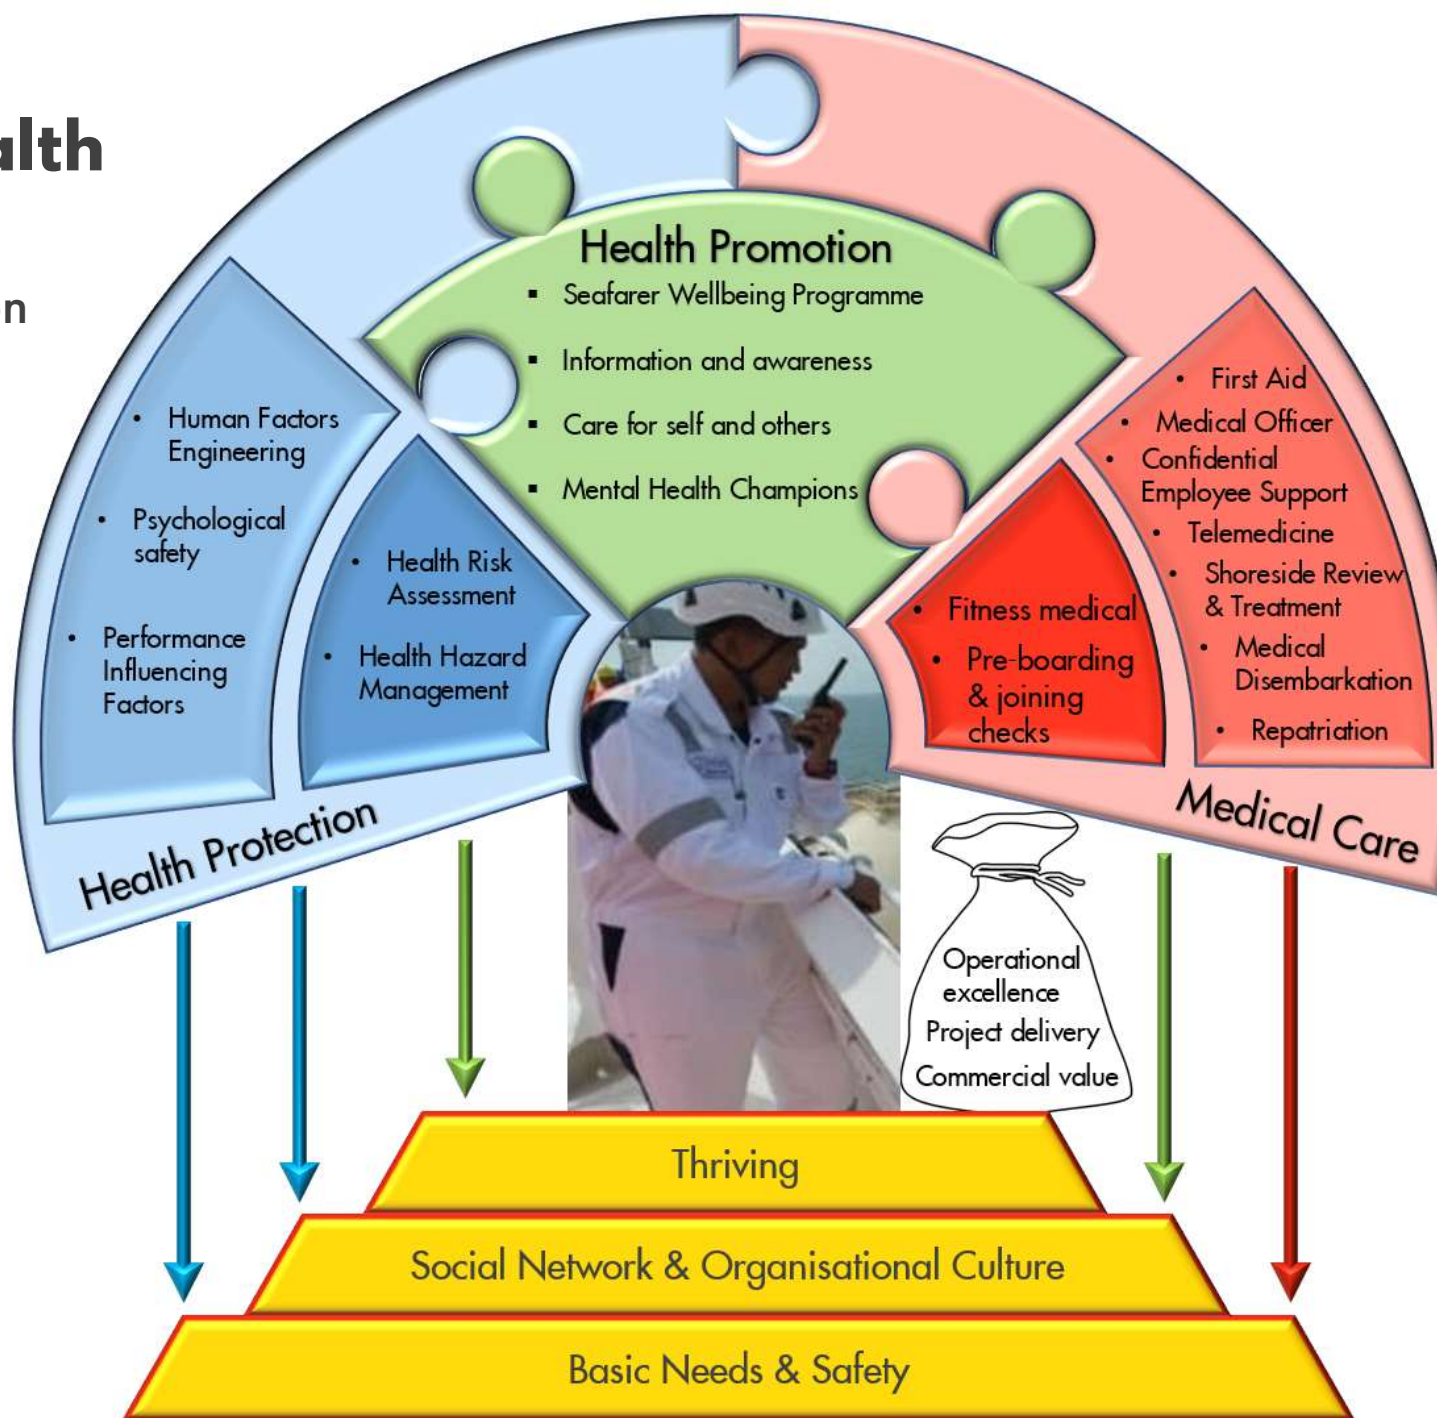 alth
n
Health Promotion
▪ Seafarer Wellbeing Programme
▪ Information and awareness
▪ Care for self and others
▪ Mental Health Champions
• Human Factors
Engineering
• Psychological
safety
• Performance
Influencing
Factors
• Health Risk
Assessment
• Health Hazard
Management
Health Protection
• Fitness medical
• Pre-boarding
& joining
checks
• First Aid
• Medical Officer
• Confidential
Employee Support
• Telemedicine
• Shoreside Review
& Treatment
• Medical
Disembarkation
• Repatriation
Medical Care
Operational
excellence
Project delivery
Commercial value
Thriving
Social Network & Organisational Culture
Basic Needs & Safety